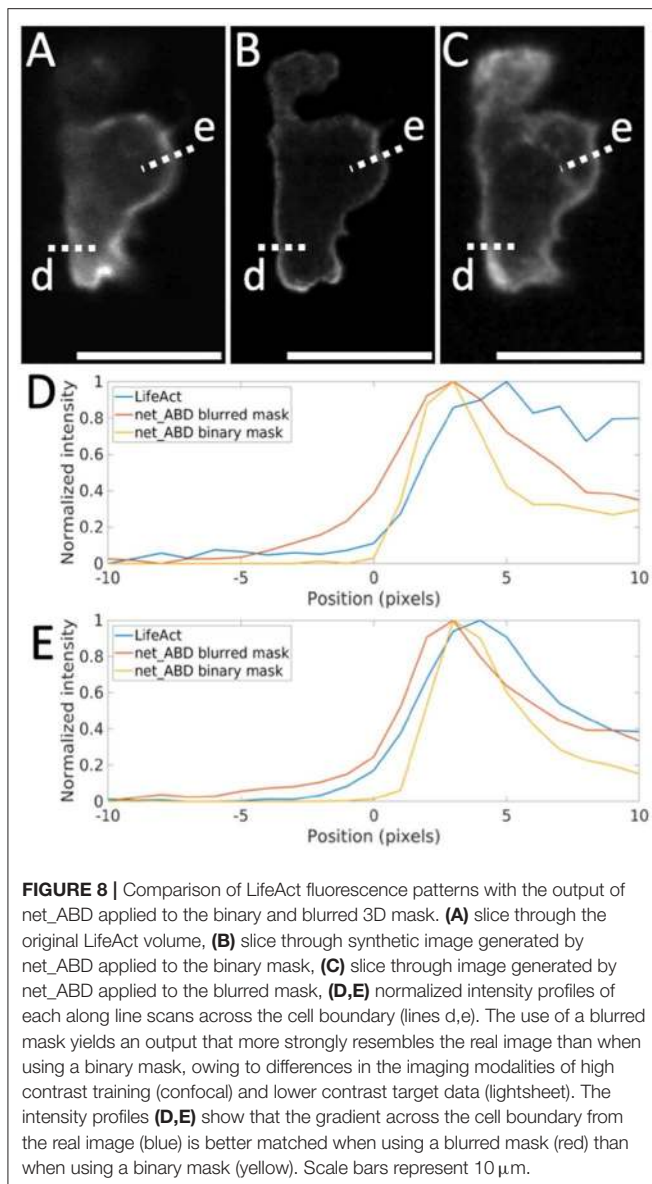 A
B
C
e
e
e
d
d
d
D
1
0.8
0.6
0.4
0.2
0
Normalized intensity
LifeAct
net_ABD blurred mask
net_ABD binary mask
-10 -5 0 5 10
Position (pixels)
E
1
0.8
0.6
0.4
0.2
0
Normalized intensity
LifeAct
net_ABD blurred mask
net_ABD binary mask
-10 -5 0 5 10
Position (pixels)
FIGURE 8 | Comparison of LifeAct fluorescence patterns with the output of
net_ABD applied to the binary and blurred 3D mask. (A) slice through the
original LifeAct volume, (B) slice through synthetic image generated by
net_ABD applied to the binary mask, (C) slice through image generated by
net_ABD applied to the blurred mask, (D,E) normalized intensity profiles of
each along line scans across the cell boundary (lines d,e). The use of a blurred
mask yields an output that more strongly resembles the real image than when
using a binary mask, owing to differences in the imaging modalities of high
contrast training (confocal) and lower contrast target data (lightsheet). The
intensity profiles (D,E) show that the gradient across the cell boundary from
the real image (blue) is better matched when using a blurred mask (red) than
when using a binary mask (yellow). Scale bars represent 10 μm.